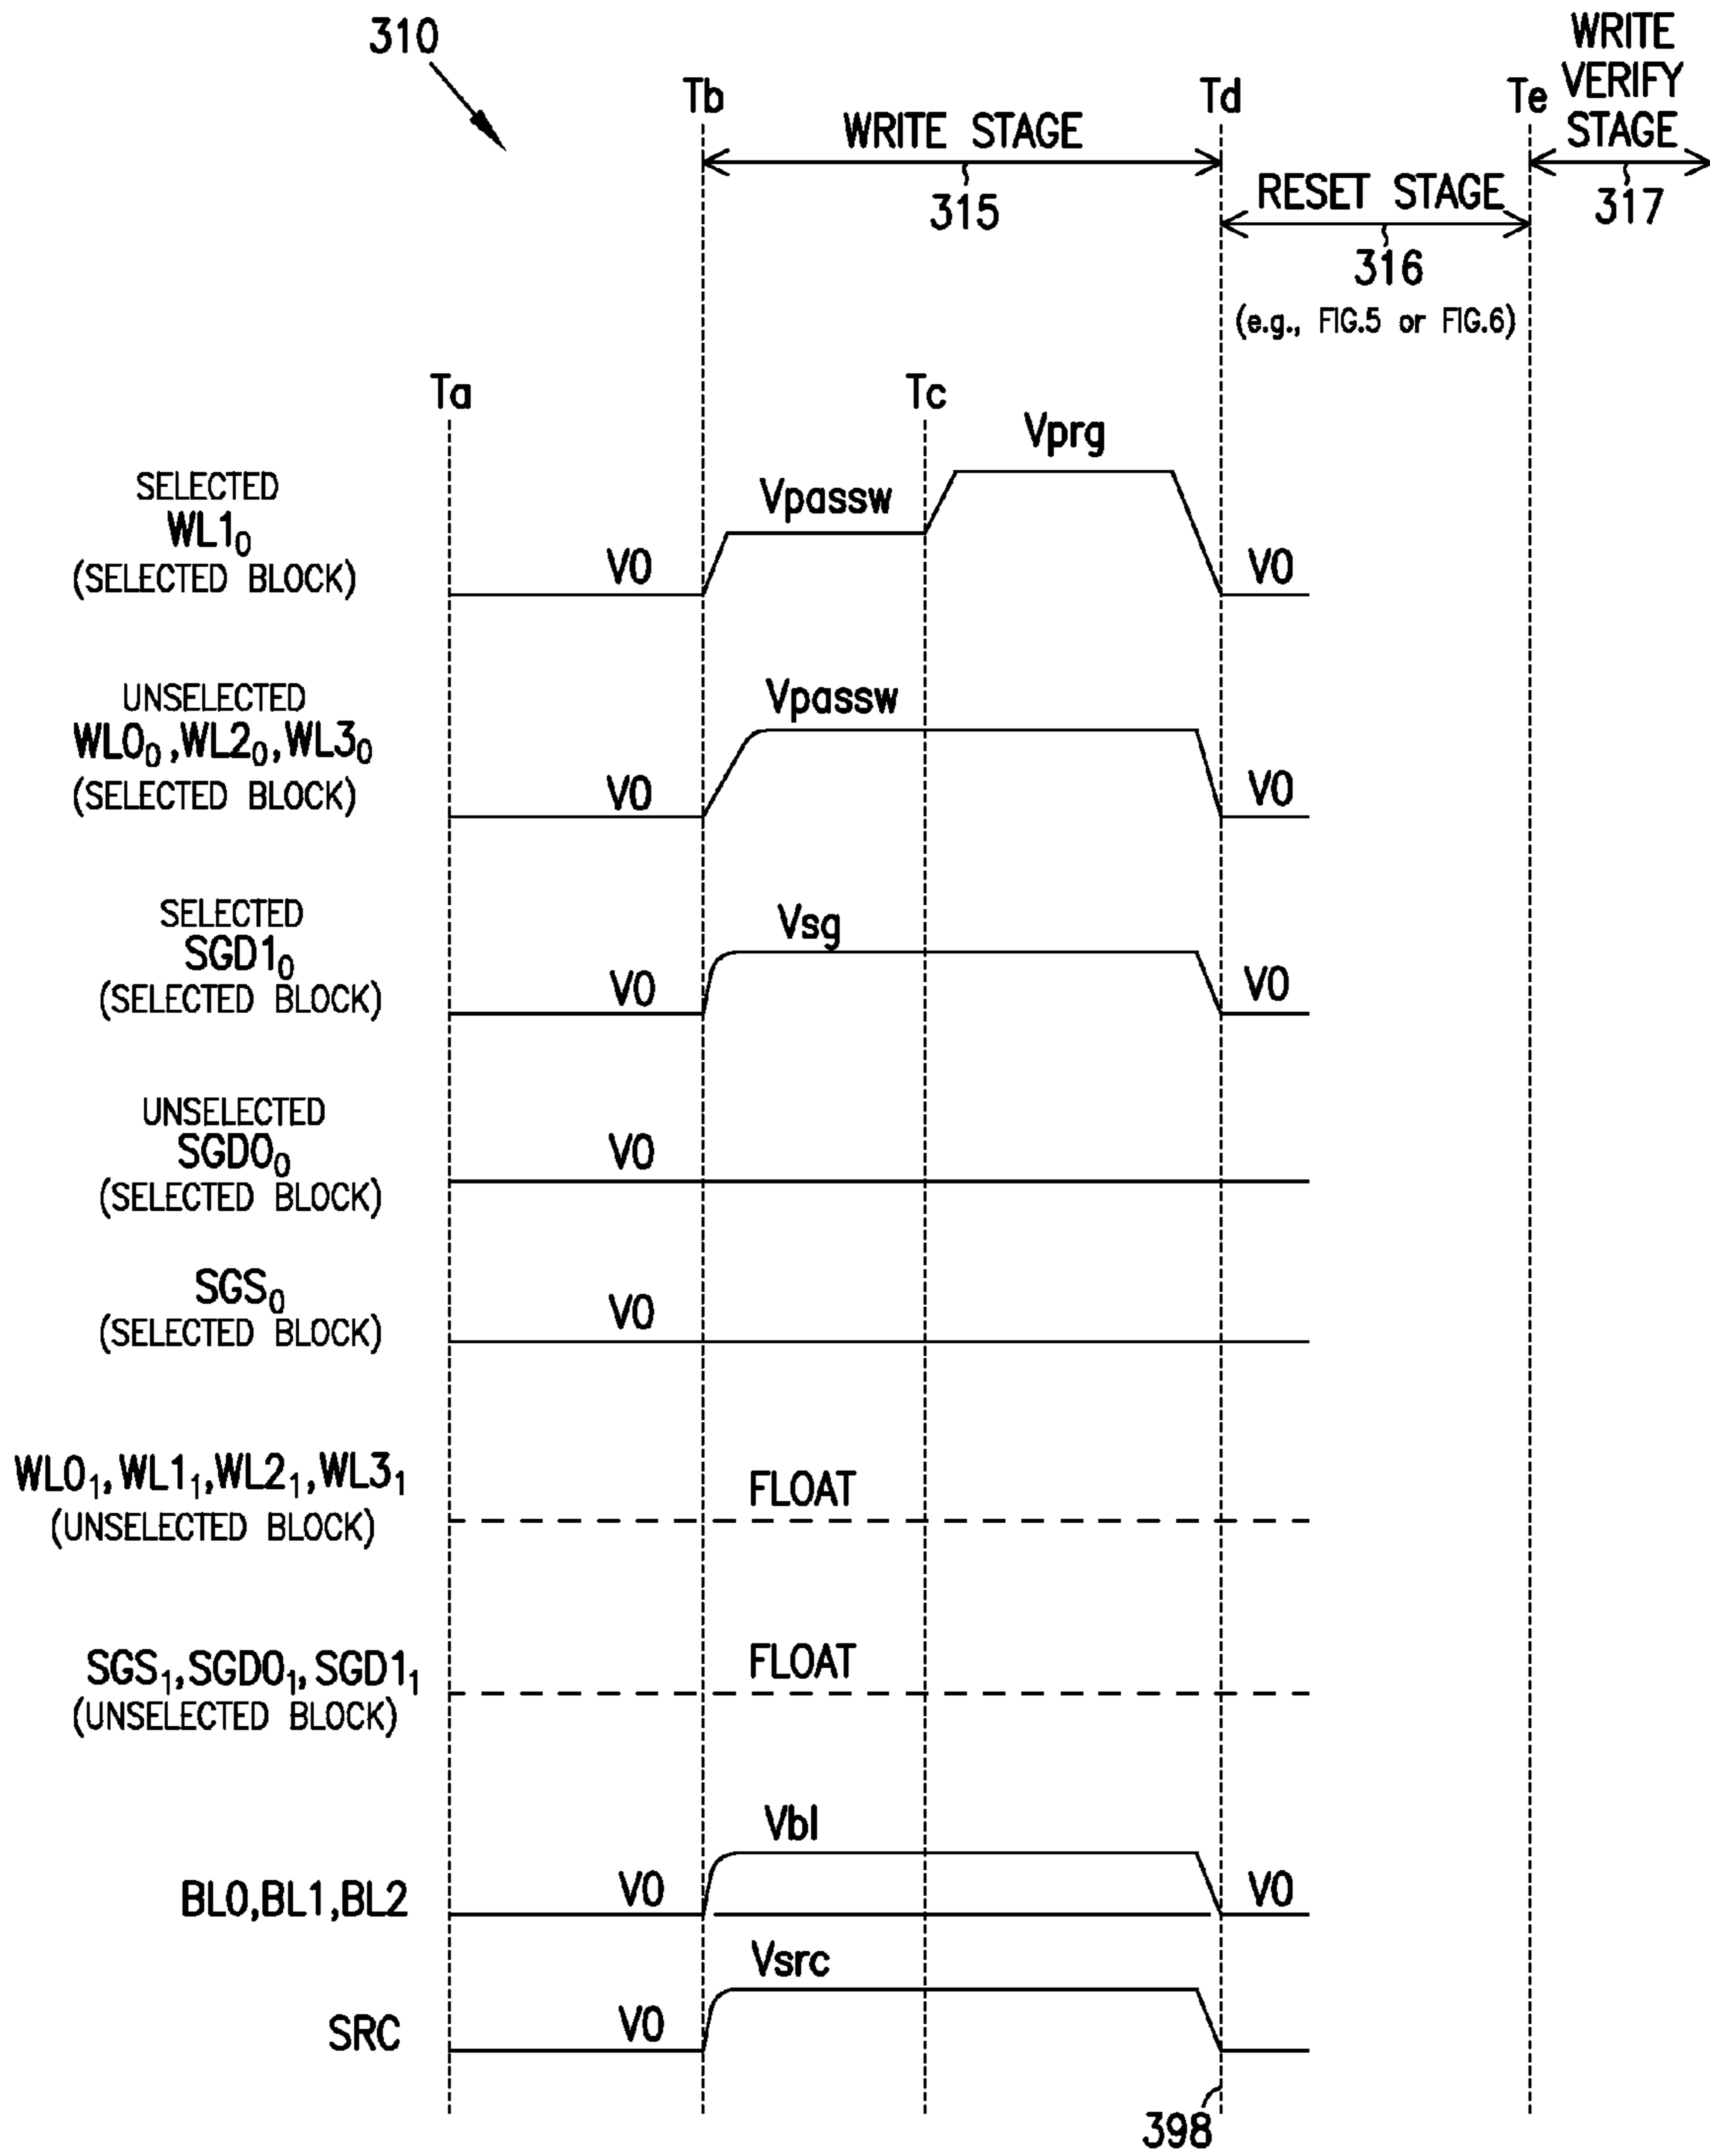 310
WRITE
VERIFY
STAGE
Tb
Td
Te
WRITE STAGE
315
RESET STAGE
317
316
(e.g., FIG.5 or FIG.6)
Ta
Tc
Vprg
SELECTED
WL1₀
(SELECTED BLOCK)
Vpassw
V0
V0
UNSELECTED
WL0₀,WL2₀,WL3₀
(SELECTED BLOCK)
Vpassw
V0
V0
SELECTED
SGD1₀
(SELECTED BLOCK)
Vsg
V0
V0
UNSELECTED
SGD0₀
(SELECTED BLOCK)
V0
SGS₀
(SELECTED BLOCK)
V0
WL0₁,WL1₁,WL2₁,WL3₁
(UNSELECTED BLOCK)
FLOAT
SGS₁,SGD0₁,SGD1₁
(UNSELECTED BLOCK)
FLOAT
Vbl
BL0,BL1,BL2
V0
V0
Vsrc
SRC
V0
398